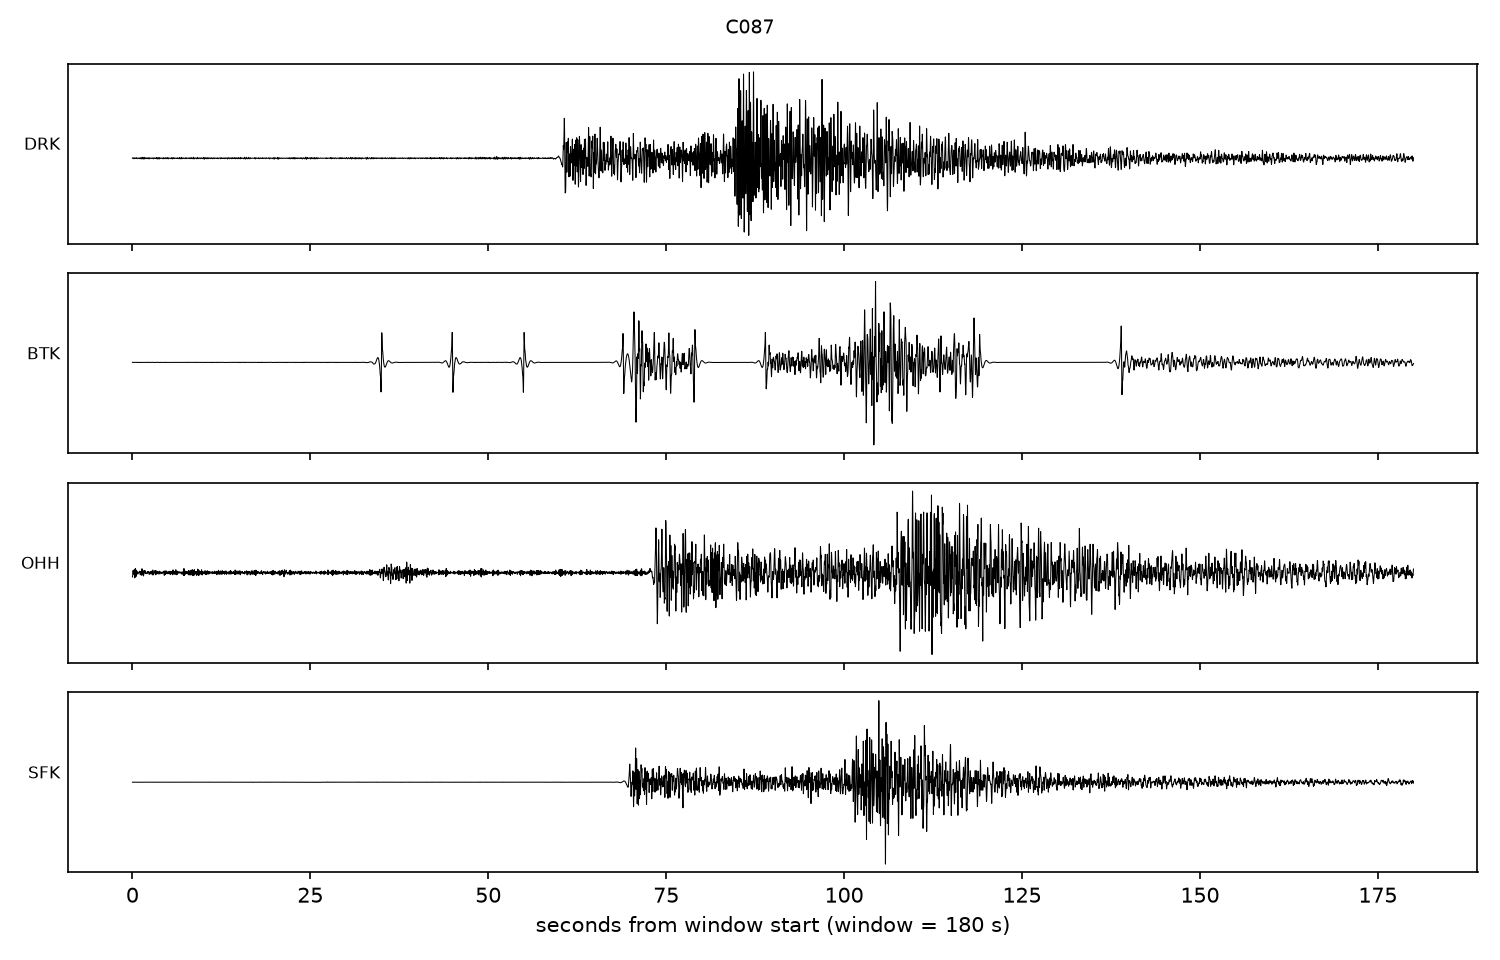 C087
DRK
BTK
OHH
SFK
0 25 50 75 100 125 150 175
seconds from window start (window = 180 s)